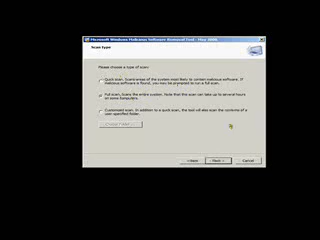 Microsoft Windows Malicious Software Removal Tool - May 2006
Scan type
Please choose a type of scan:
Quick scan. Scans areas of the system most likely to contain malicious software. If
malicious software is found, you may be prompted to run a full scan.
Full scan. Scans the entire system. Note that the scan can take up to several hours
on some computers.
Customized scan. In addition to a quick scan, the tool will also scan the contents of a
user-specified folder.
Choose Folder...
< Back
Next >
Cancel